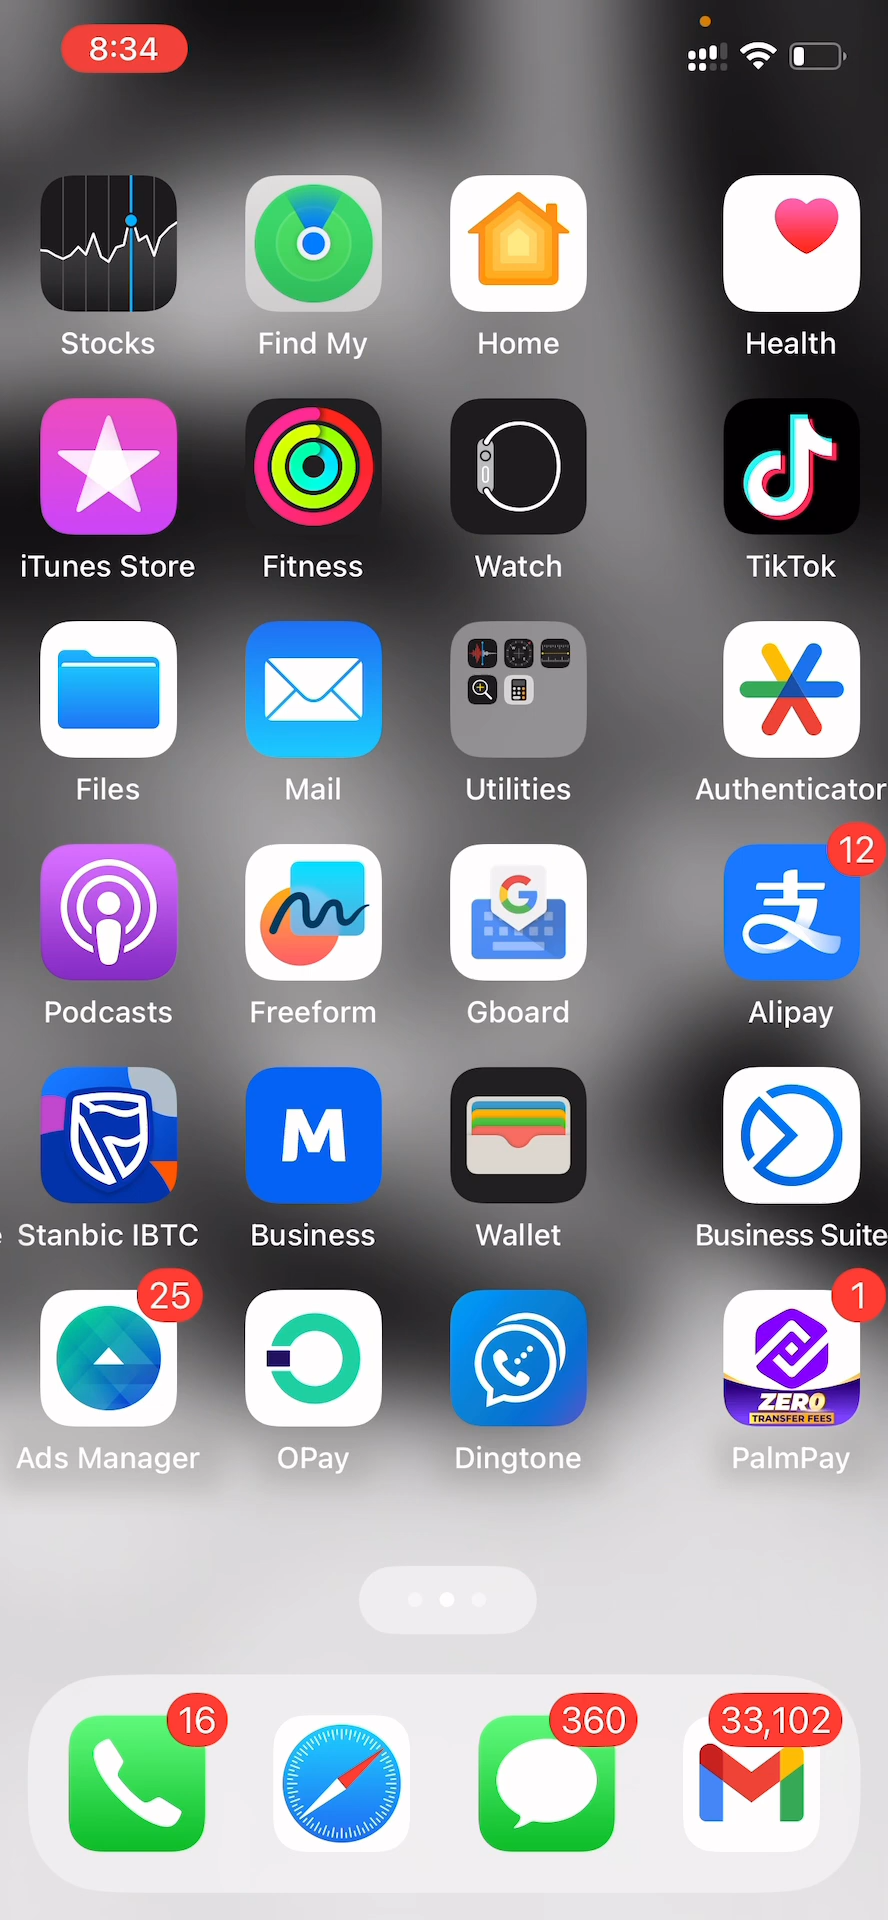 8:34
Stocks
Find My
Home
Health
iTunes Store
Fitness
Watch
TikTok
Files
Mail
Utilities
Authenticator
12
支
Podcasts
Freeform
G
Gboard
Alipay
e
Stanbic IBTC
M
Business
Wallet
Business Suite
25
1
ZERO
TRANSFER FEES
Ads Manager
OPay
Dingtone
PalmPay
16
360
33,102